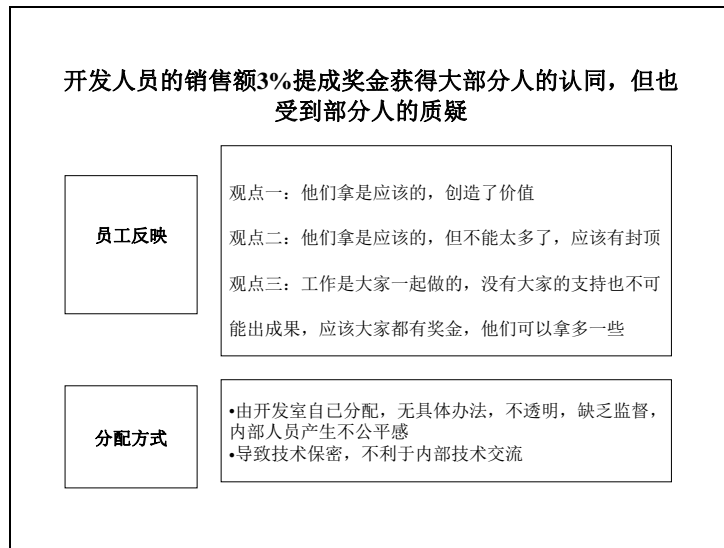 开发人员的销售额3%提成奖金获得大部分人的认同，但也
受到部分人的质疑
员工反映
观点一：他们拿是应该的，创造了价值
观点二：他们拿是应该的，但不能太多了，应该有封顶
观点三：工作是大家一起做的，没有大家的支持也不可
能出成果，应该大家都有奖金，他们可以拿多一些
分配方式
•由开发室自已分配，无具体办法，不透明，缺乏监督，
内部人员产生不公平感
•导致技术保密，不利于内部技术交流